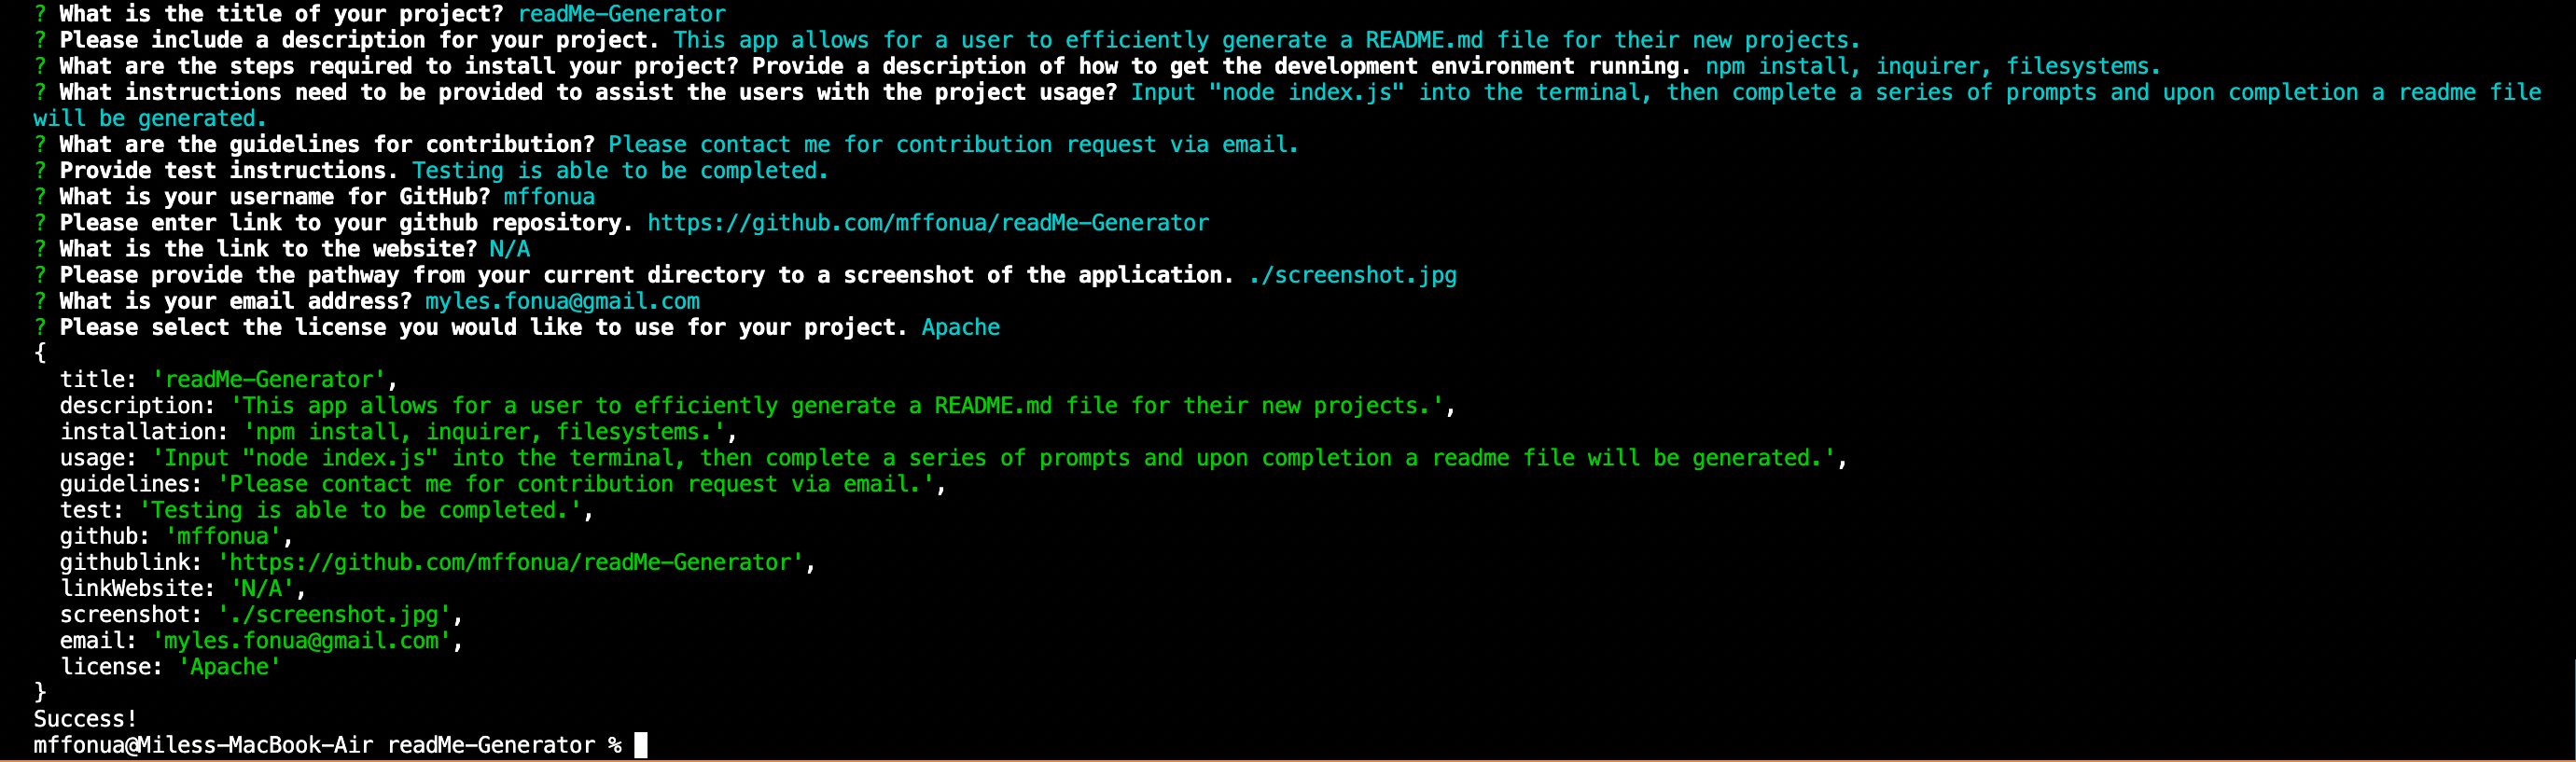 ? What is the title of your project? readMe-Generator
? Please include a description for your project. This app allows for a user to efficiently generate a README.md file for their new projects.
? What are the steps required to install your project? Provide a description of how to get the development environment running. npm install, inquirer, filesystems.
? What instructions need to be provided to assist the users with the project usage? Input "node index.js" into the terminal, then complete a series of prompts and upon completion a readme file
will be generated.
? What are the guidelines for contribution? Please contact me for contribution request via email.
? Provide test instructions. Testing is able to be completed.
? What is your username for GitHub? mffonua
? Please enter link to your github repository. https://github.com/mffonua/readMe-Generator
? What is the link to the website? N/A
? Please provide the pathway from your current directory to a screenshot of the application. ./screenshot.jpg
? What is your email address? myles.fonua@gmail.com
? Please select the license you would like to use for your project. Apache
{
  title: 'readMe-Generator',
  description: 'This app allows for a user to efficiently generate a README.md file for their new projects.',
  installation: 'npm install, inquirer, filesystems.',
  usage: 'Input "node index.js" into the terminal, then complete a series of prompts and upon completion a readme file will be generated.',
  guidelines: 'Please contact me for contribution request via email.',
  test: 'Testing is able to be completed.',
  github: 'mffonua',
  githublink: 'https://github.com/mffonua/readMe-Generator',
  linkWebsite: 'N/A',
  screenshot: './screenshot.jpg',
  email: 'myles.fonua@gmail.com',
  license: 'Apache'
}
Success!
mffonua@Miless-MacBook-Air readMe-Generator %